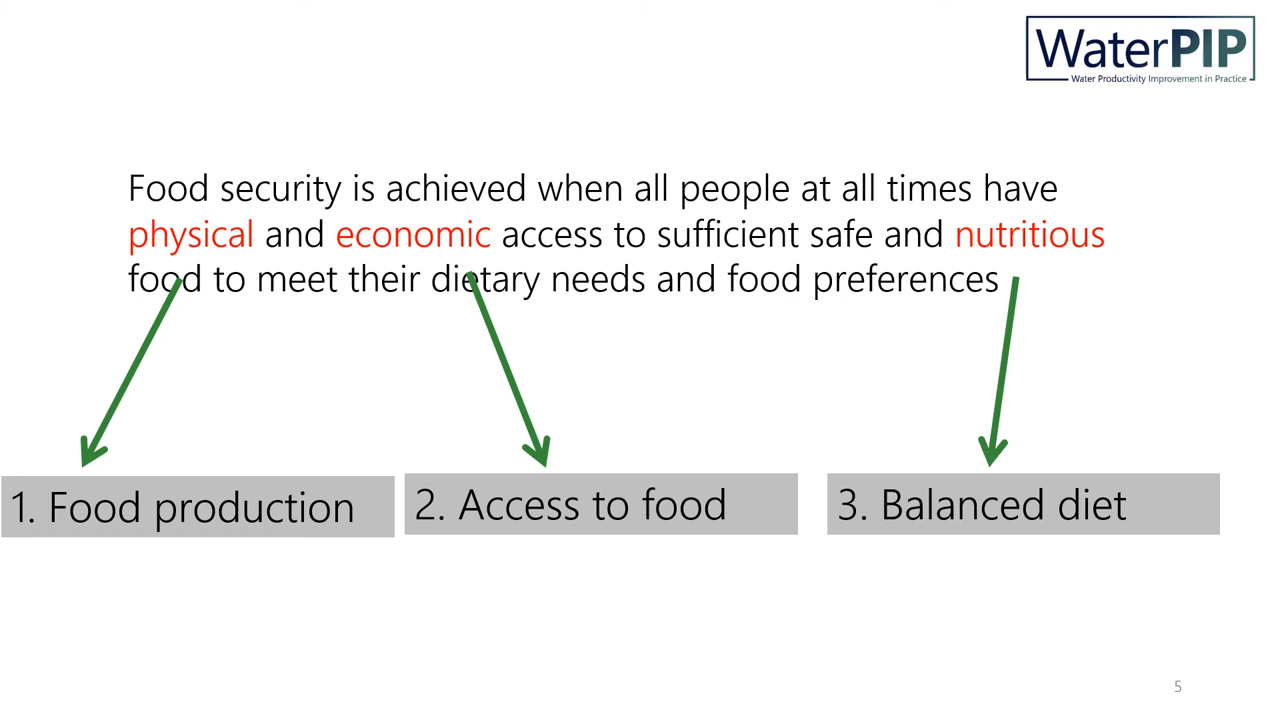 WaterPIP
Water Productivity Improvement in Practice
Food security is achieved when all people at all times have
physical and economic access to sufficient safe and nutritious
food to meet their dietary needs and food preferences
1. Food production
2. Access to food
3. Balanced diet
5